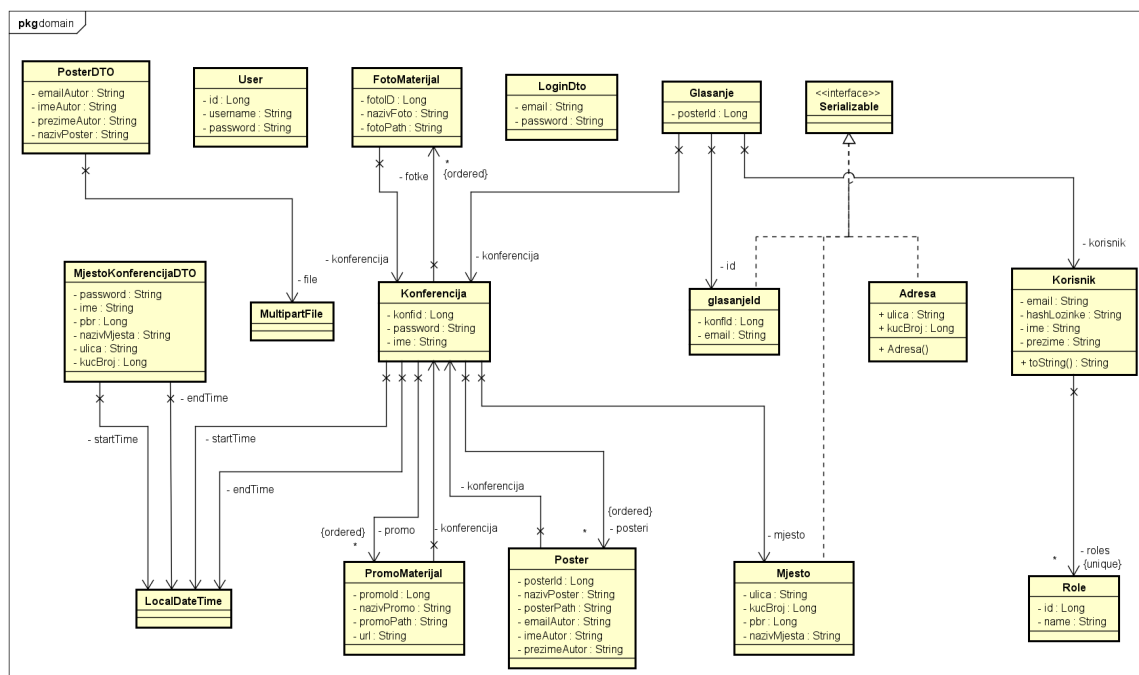 pkg domain
PosterDTO
- emailAutor : String
- imeAutor : String
- prezimeAutor : String
- nazivPoster : String
User
- id : Long
- username : String
- password : String
FotoMaterijal
- fotoID : Long
- nazivFoto : String
- fotoPath : String
LoginDto
- email : String
- password : String
Glasanje
- posterId : Long
<<interface>>
Serializable
- fotke
*
{ordered}
- konferencija
- konferencija
- id
- korisnik
- file
MjestoKonferencijaDTO
- password : String
- ime : String
- pbr : Long
- nazivMjesta : String
- ulica : String
- kucBroj : Long
MultipartFile
Konferencija
- konfid : Long
- password : String
- ime : String
glasanjeId
- konfId : Long
- email : String
Adresa
+ ulica : String
+ kucBroj : Long
+ Adresa()
Korisnik
- email : String
- hashLozinke : String
- ime : String
- prezime : String
+ toString() : String
- endTime
- startTime
- startTime
- endTime
- konferencija
{ordered}
*
- promo
- konferencija
{ordered}
*
- posteri
- mjesto
*
- roles
{unique}
LocalDateTime
PromoMaterijal
- promoId : Long
- nazivPromo : String
- promoPath : String
- url : String
Poster
- posterId : Long
- nazivPoster : String
- posterPath : String
- emailAutor : String
- imeAutor : String
- prezimeAutor : String
Mjesto
- ulica : String
- kucBroj : Long
- pbr : Long
- nazivMjesta : String
Role
- id : Long
- name : String